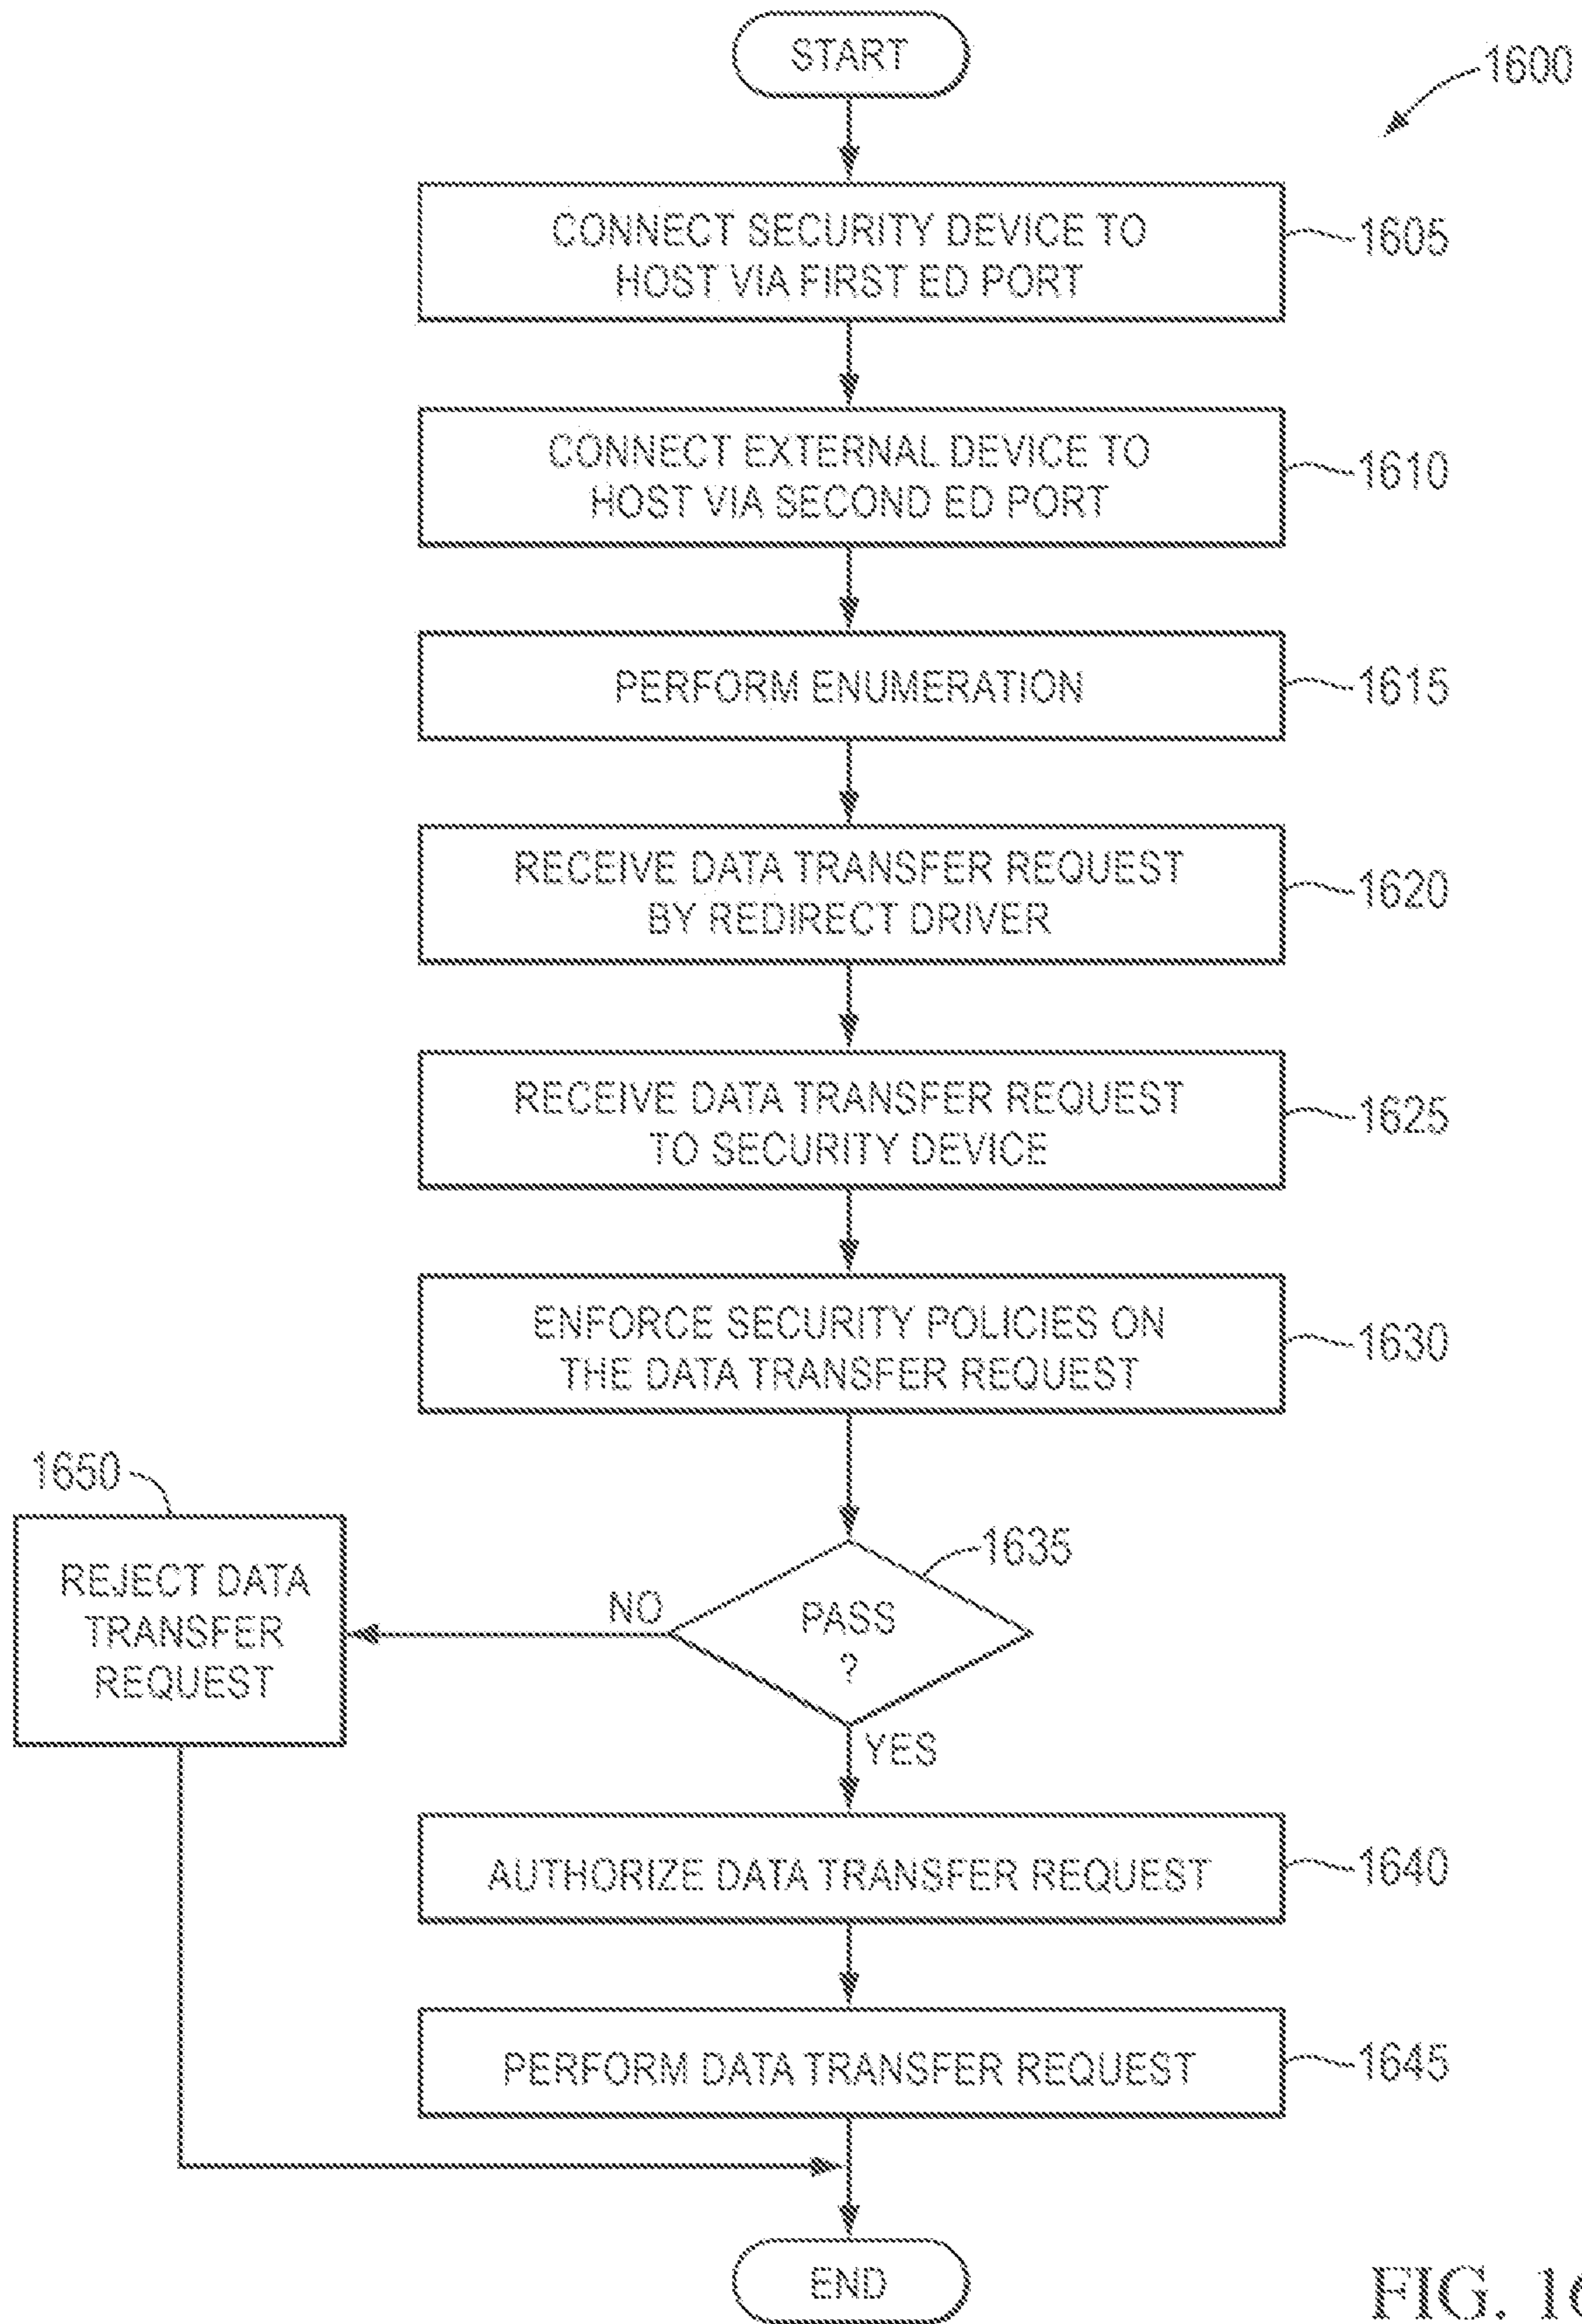 START
1600
CONNECT SECURITY DEVICE TO
HOST VIA FIRST ED PORT
1605
CONNECT EXTERNAL DEVICE TO
HOST VIA SECOND ED PORT
1610
PERFORM ENUMERATION
1615
RECEIVE DATA TRANSFER REQUEST
BY REDIRECT DRIVER
1620
RECEIVE DATA TRANSFER REQUEST
TO SECURITY DEVICE
1625
ENFORCE SECURITY POLICIES ON
THE DATA TRANSFER REQUEST
1630
1650
REJECT DATA
TRANSFER
REQUEST
NO
PASS
?
1635
YES
AUTHORIZE DATA TRANSFER REQUEST
1640
PERFORM DATA TRANSFER REQUEST
1645
END
FIG. 16